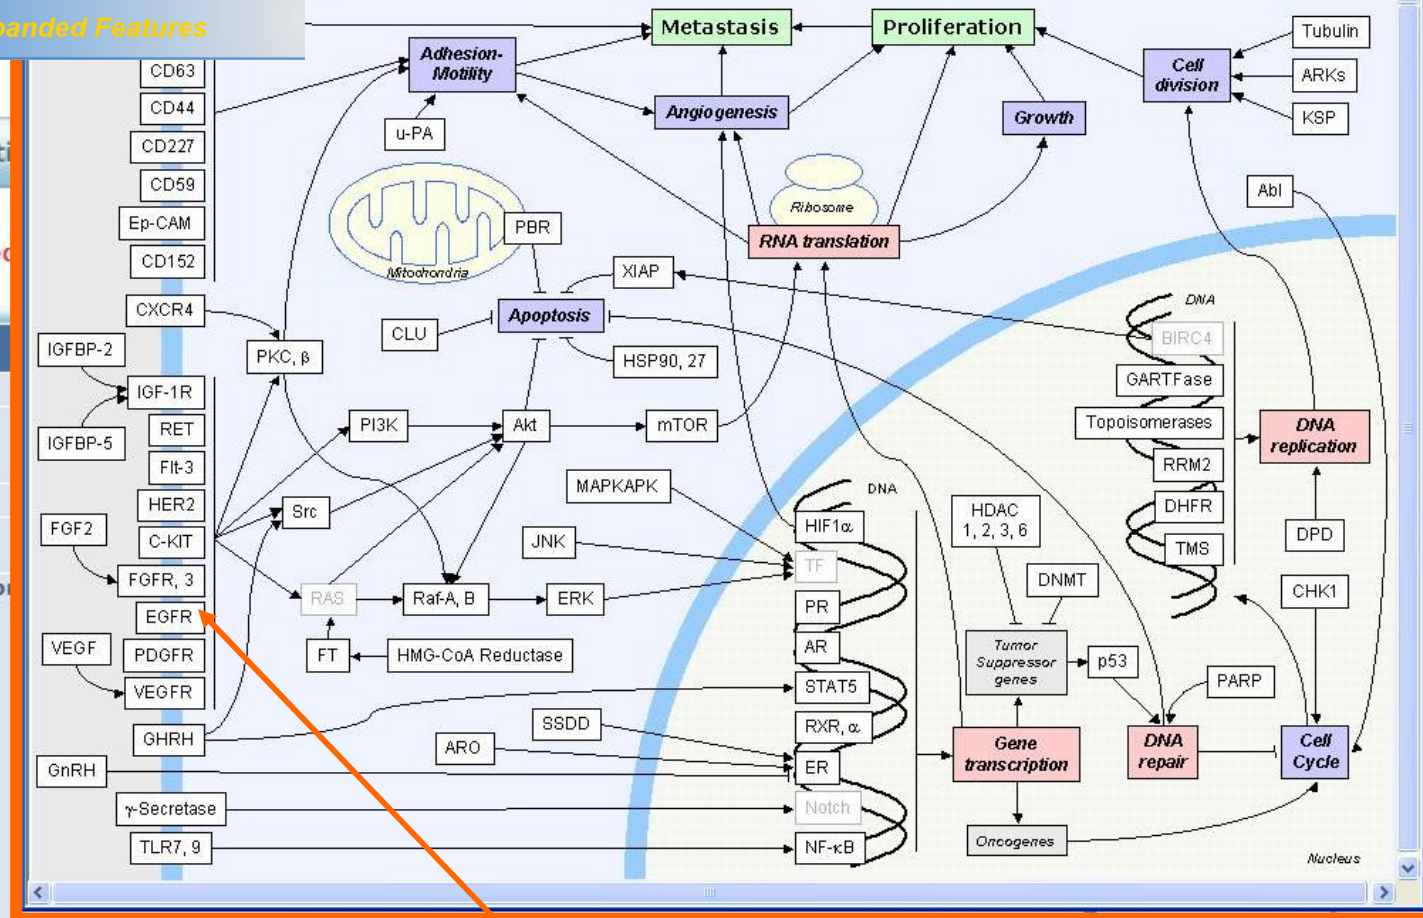 panded Features
Metastasis
Proliferation
Tubulin
CD63
Adhesion-
Motility
Cell
division
ARKs
CD44
Angiogenesis
Growth
KSP
u-PA
CD227
CD59
Abl
Ep-CAM
PBR
Ribosome
RNA translation
CD152
Mitochondria
XIAP
CXCR4
Apoptosis
DNA
CLU
BIRC4
IGFBP-2
PKC, β
HSP90, 27
GARTFase
IGF-1R
RET
PI3K
Akt
mTOR
Topoisomerases
DNA
replication
IGFBP-5
Flt-3
RRM2
HER2
Src
MAPKAPK
DNA
DHFR
FGF2
HIF1α
HDAC
1, 2, 3, 6
DPD
C-KIT
JNK
TMS
FGFR, 3
TF
DNMT
RAS
Raf-A, B
ERK
CHK1
EGFR
PR
VEGF
PDGFR
FT
HMG-CoA Reductase
AR
Tumor
Suppressor
genes
p53
VEGFR
STAT5
PARP
SSDD
RXR, α
GHRH
ARO
Gene
transcription
DNA
repair
Cell
Cycle
GnRH
ER
γ-Secretase
Notch
TLR7, 9
NF-κB
Oncogenes
Nucleus